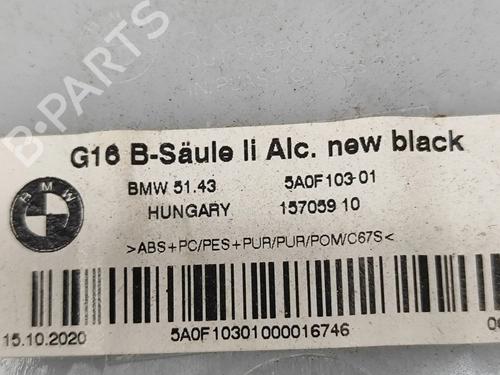 B-PARTS
G16 B-Säule li Alc. new black
BMW
BMW 51.43 5A0F103-01
HUNGARY 157059 10
>ABS+PC/PES+PUR/PUR/POM/C67S<
15.10.2020 5A0F10301000016746